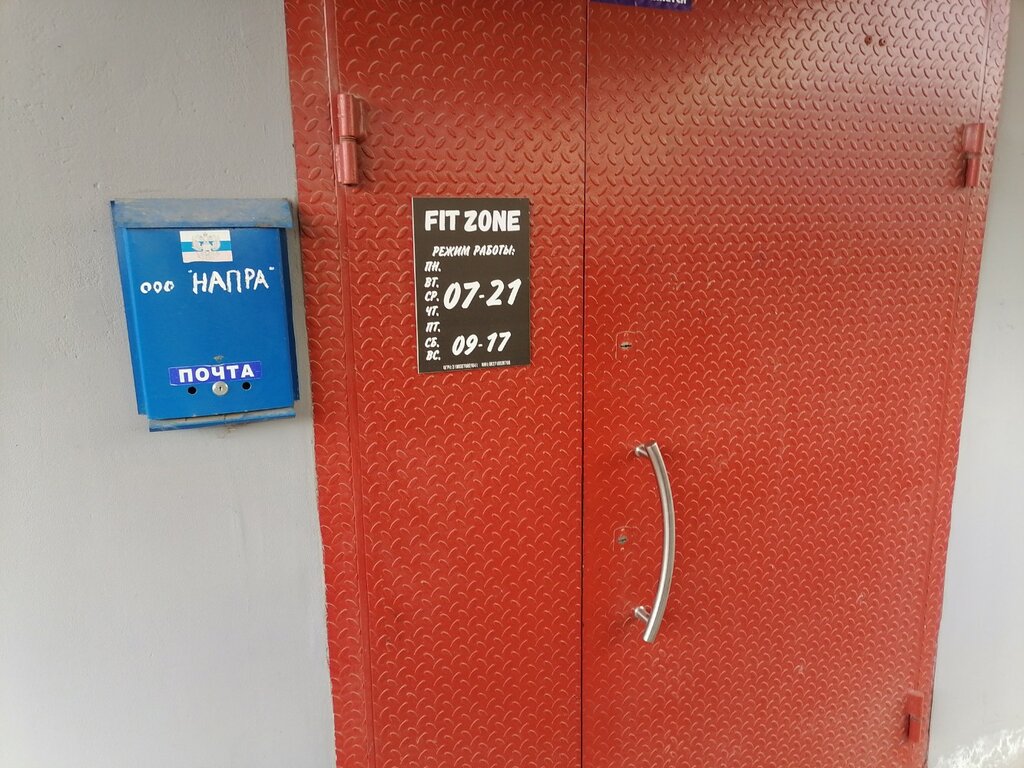 ООО "НАПРА"
ПОЧТА
FIT ZONE
РЕЖИМ РАБОТЫ:
ПН.
ВТ.
СР.
07-21
ЧТ.
ПТ.
СБ.
09-17
ВС.